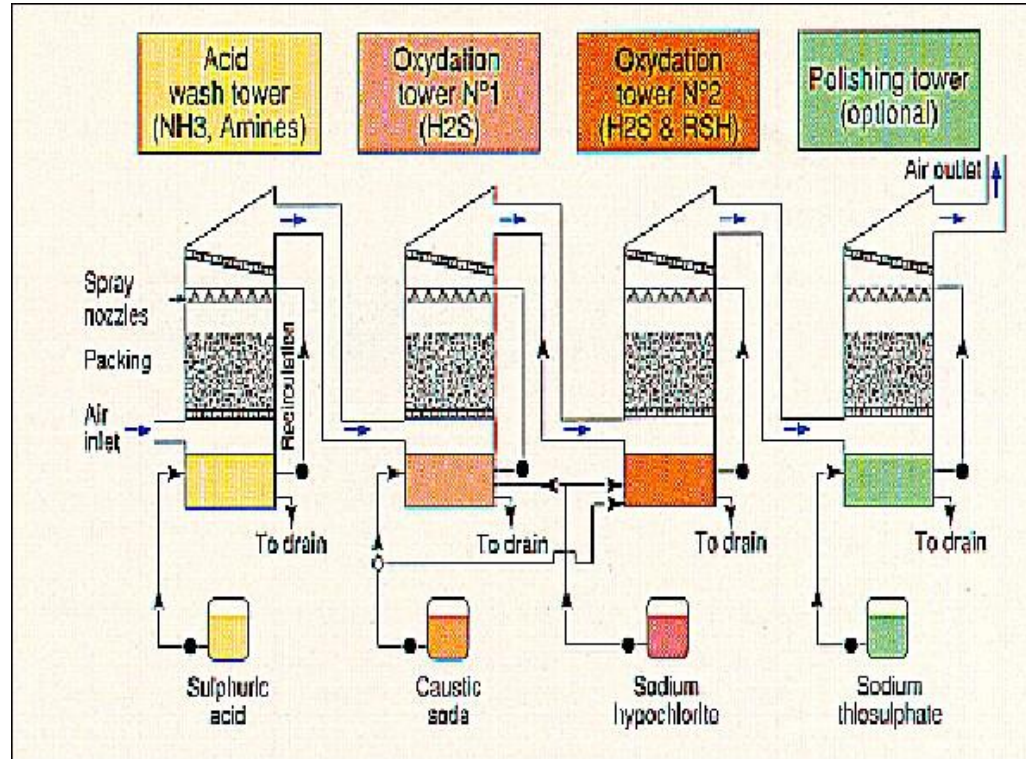 Acid
wash tower
(NH3, Amines)
Oxydation
tower Nº1
(H2S)
Oxydation
tower Nº2
(H2S & RSH)
Polishing tower
(optional)
Air outlet
Spray
nozzles
Packing
Air
inlet
Recirculation
To drain
To drain
To drain
To drain
Sulphuric
acid
Caustic
soda
Sodium
hypochlorite
Sodium
thiosulphate